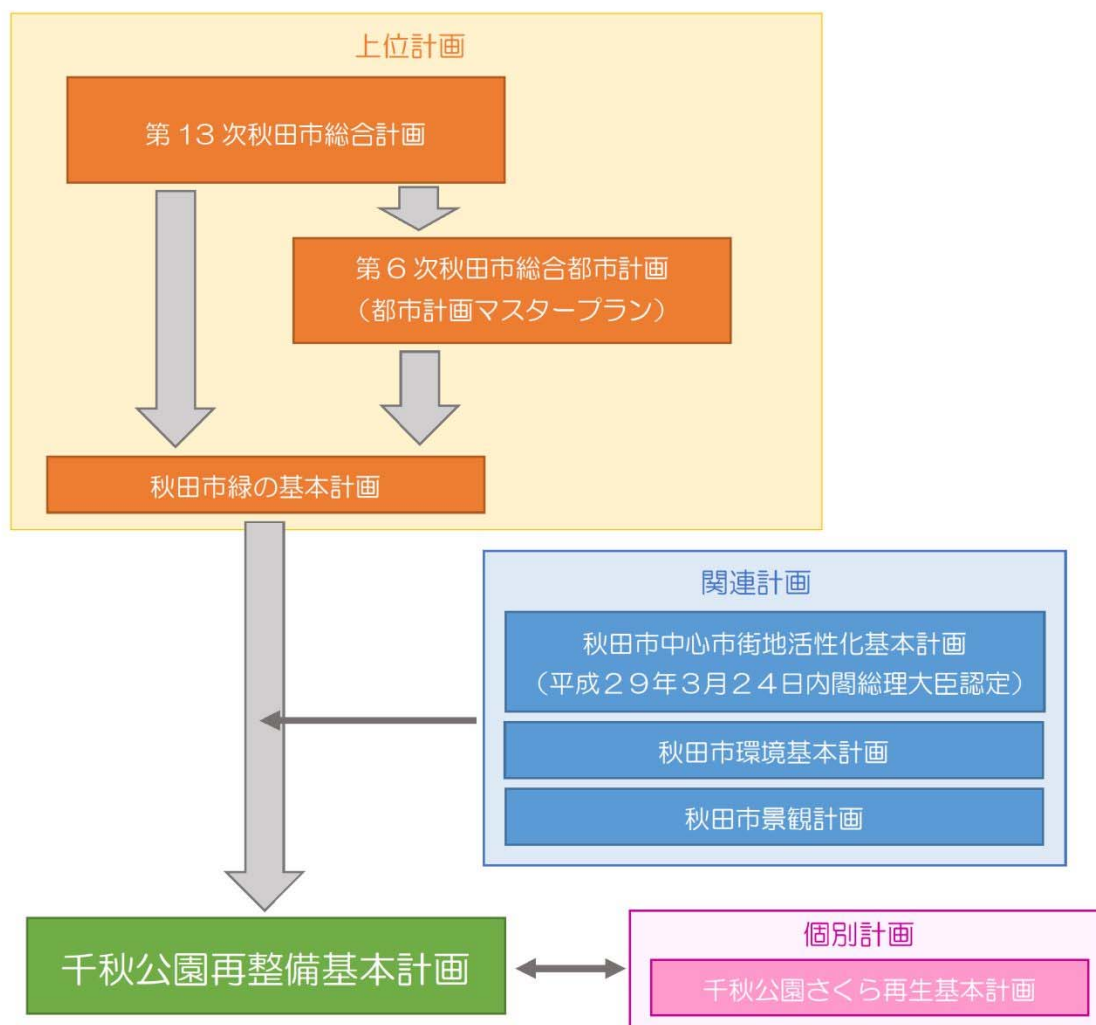 上位計画
第13次秋田市総合計画
第6次秋田市総合都市計画
（都市計画マスタープラン）
秋田市緑の基本計画
関連計画
秋田市中心市街地活性化基本計画
（平成２９年３月２４日内閣総理大臣認定）
秋田市環境基本計画
秋田市景観計画
千秋公園再整備基本計画
個別計画
千秋公園さくら再生基本計画